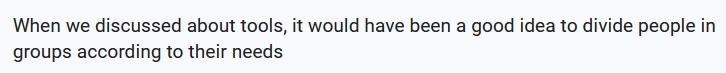 When we discussed about tools, it would have been a good idea to divide people in
groups according to their needs